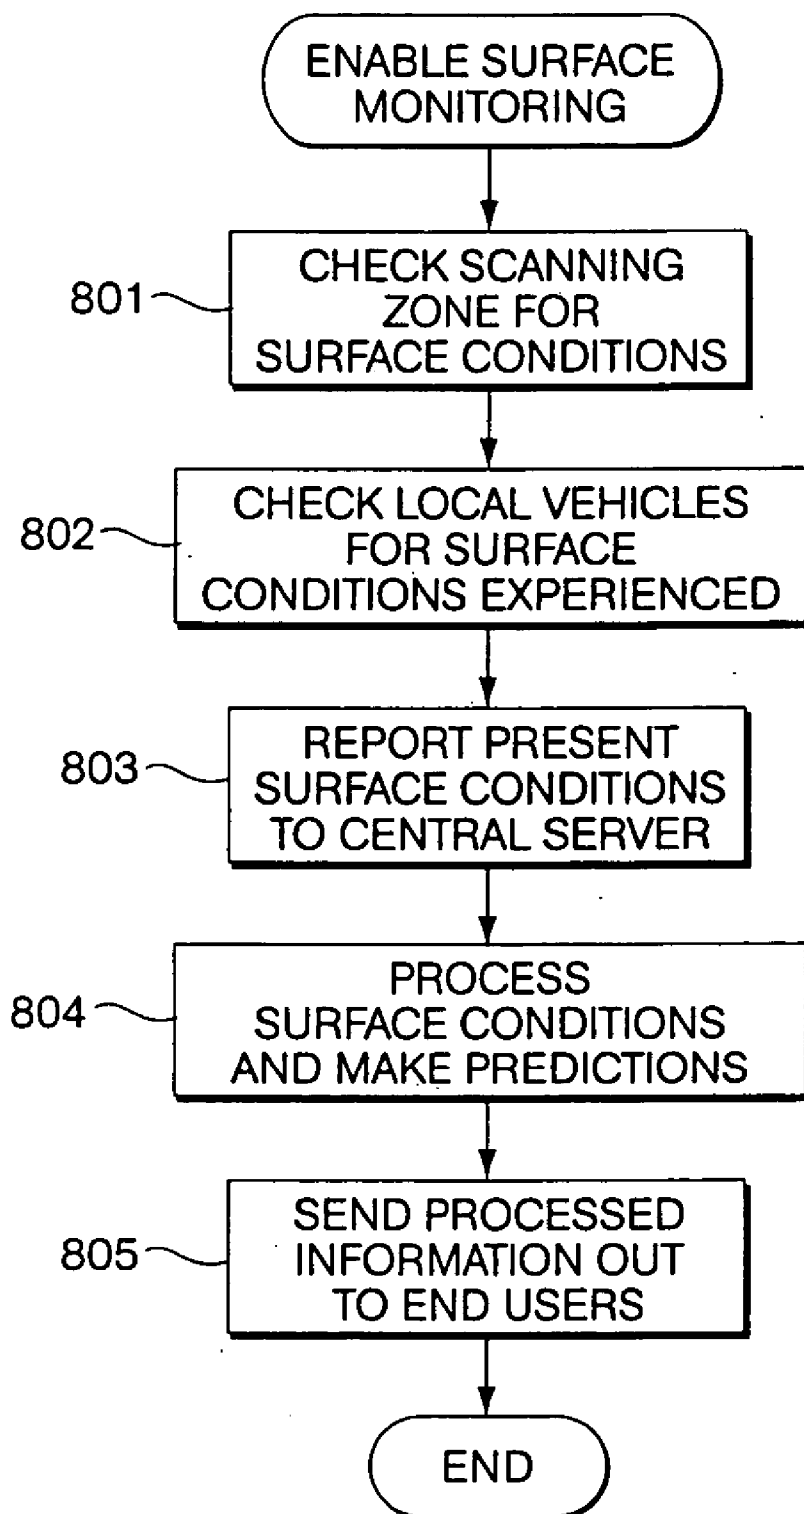 ENABLE SURFACE
MONITORING
801
CHECK SCANNING
ZONE FOR
SURFACE CONDITIONS
802
CHECK LOCAL VEHICLES
FOR SURFACE
CONDITIONS EXPERIENCED
803
REPORT PRESENT
SURFACE CONDITIONS
TO CENTRAL SERVER
804
PROCESS
SURFACE CONDITIONS
AND MAKE PREDICTIONS
805
SEND PROCESSED
INFORMATION OUT
TO END USERS
END